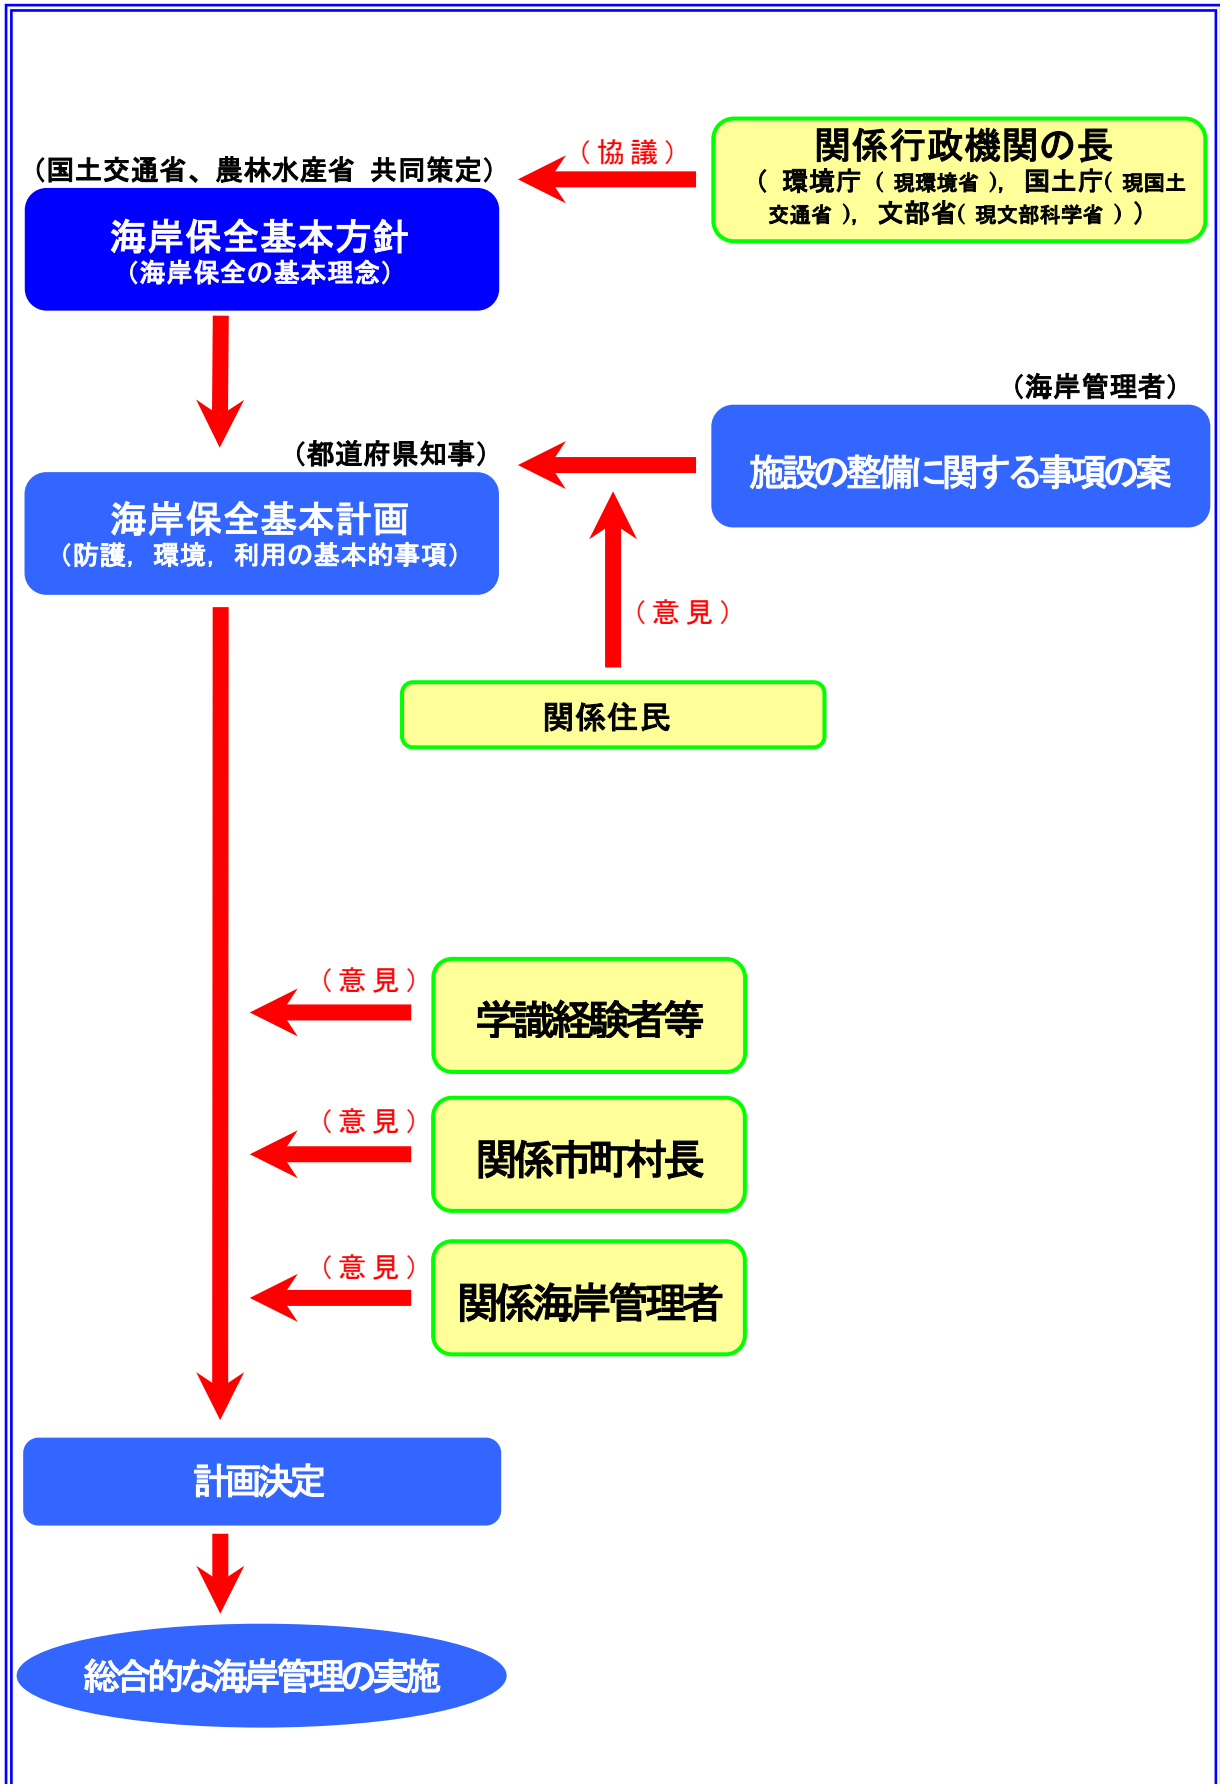 （国土交通省、農林水産省 共同策定）
海岸保全基本方針
（海岸保全の基本理念）
（協議）
関係行政機関の長
（ 環境庁（ 現環境省 ），国土庁（ 現国土
交通省 ），文部省（ 現文部科学省 ））
（海岸管理者）
施設の整備に関する事項の案
（都道府県知事）
海岸保全基本計画
（防護，環境，利用の基本的事項）
（意見）
関係住民
（意見）
学識経験者等
（意見）
関係市町村長
（意見）
関係海岸管理者
計画決定
総合的な海岸管理の実施